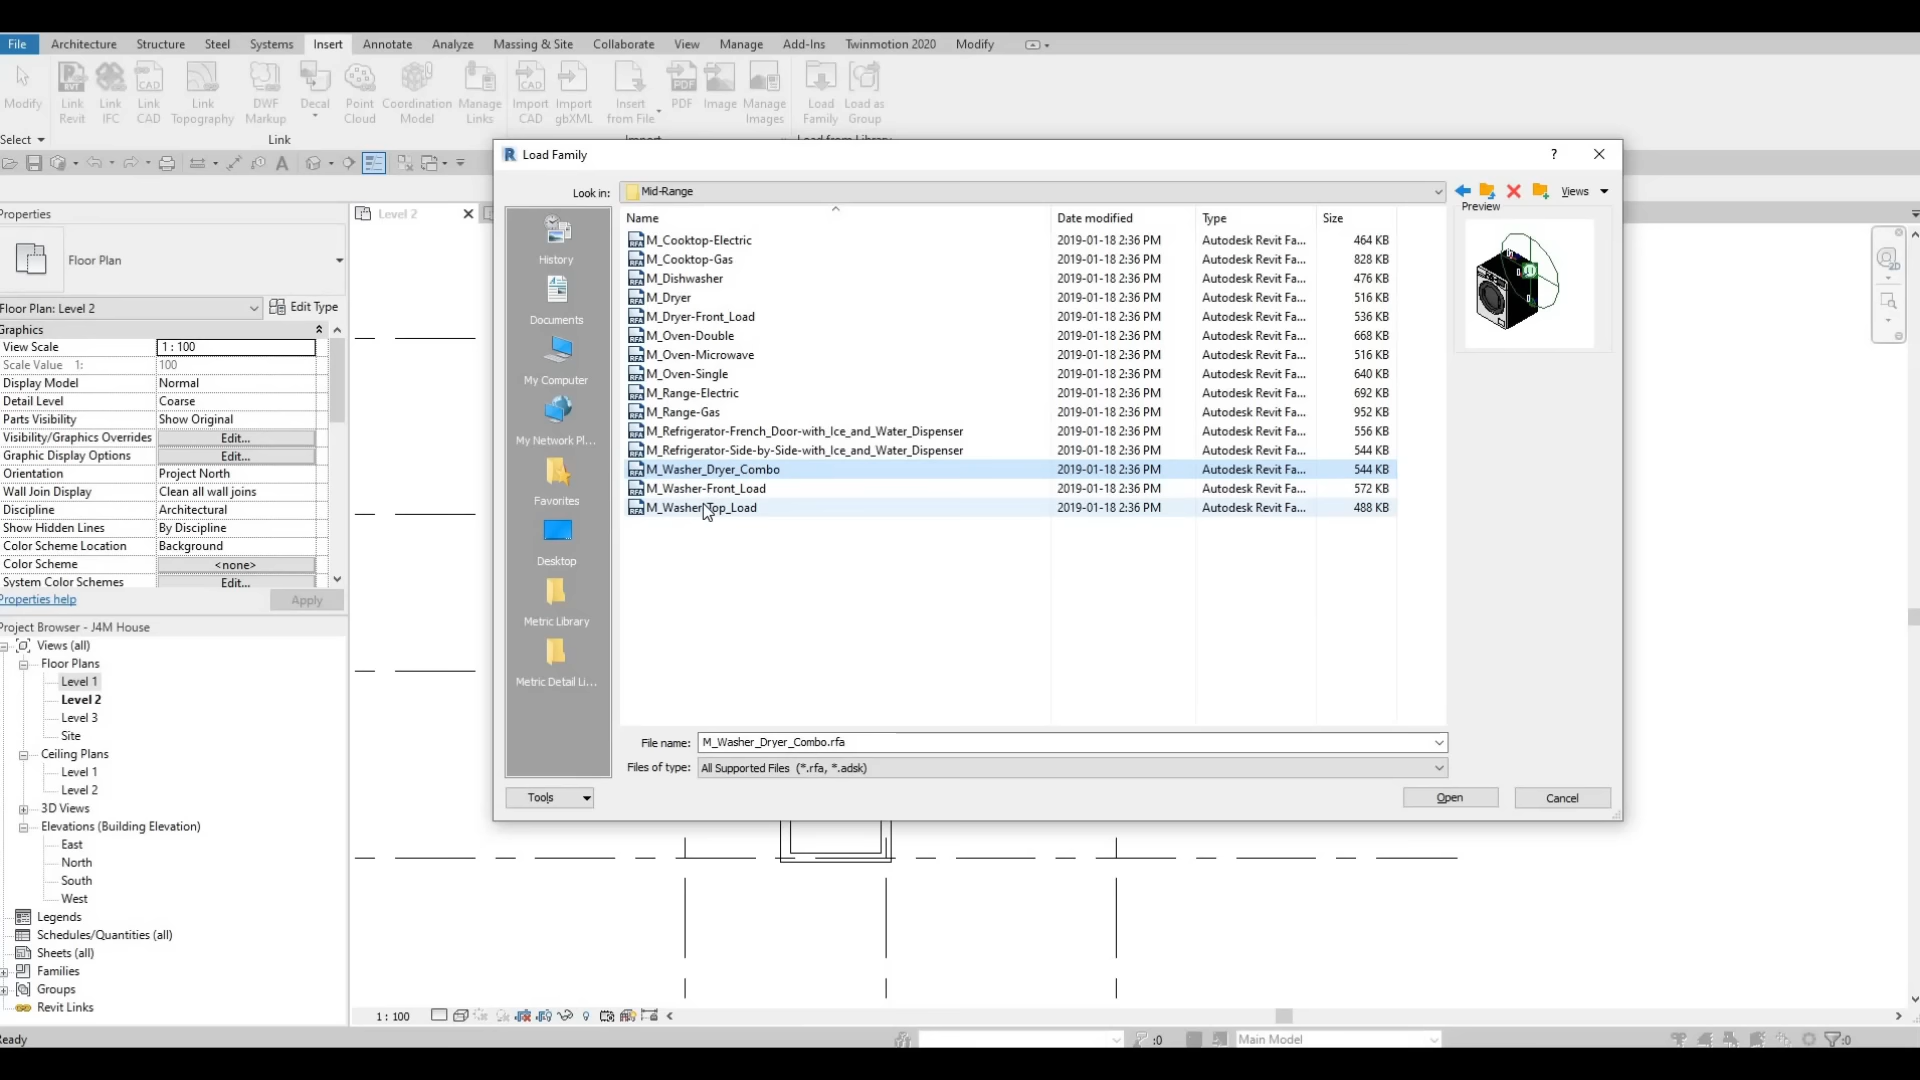 File Architecture Structure Steel Systems Insert Annotate Analyze Massing & Site Collaborate View Manage Add-Ins Twinmotion 2020 Modify
Modify
Link Revit
Link IFC
Link CAD
Link Topography
DWF Markup
Decal
Point Cloud
Coordination Model
Manage Links
Import CAD
Import gbXML
Insert from File
PDF
Image
Manage Images
Load Family
Load as Group
Select
Link
Load Family
Look in: Mid-Range
Views
Preview
Name Date modified Type Size
M_Cooktop-Electric 2019-01-18 2:36 PM Autodesk Revit Fa... 464 KB
M_Cooktop-Gas 2019-01-18 2:36 PM Autodesk Revit Fa... 828 KB
M_Dishwasher 2019-01-18 2:36 PM Autodesk Revit Fa... 476 KB
M_Dryer 2019-01-18 2:36 PM Autodesk Revit Fa... 516 KB
M_Dryer-Front_Load 2019-01-18 2:36 PM Autodesk Revit Fa... 536 KB
M_Oven-Double 2019-01-18 2:36 PM Autodesk Revit Fa... 668 KB
M_Oven-Microwave 2019-01-18 2:36 PM Autodesk Revit Fa... 516 KB
M_Oven-Single 2019-01-18 2:36 PM Autodesk Revit Fa... 640 KB
M_Range-Electric 2019-01-18 2:36 PM Autodesk Revit Fa... 692 KB
M_Range-Gas 2019-01-18 2:36 PM Autodesk Revit Fa... 952 KB
M_Refrigerator-French_Door-with_Ice_and_Water_Dispenser 2019-01-18 2:36 PM Autodesk Revit Fa... 556 KB
M_Refrigerator-Side-by-Side-with_Ice_and_Water_Dispenser 2019-01-18 2:36 PM Autodesk Revit Fa... 544 KB
M_Washer_Dryer_Combo 2019-01-18 2:36 PM Autodesk Revit Fa... 544 KB
M_Washer-Front_Load 2019-01-18 2:36 PM Autodesk Revit Fa... 572 KB
M_Washer-Top_Load 2019-01-18 2:36 PM Autodesk Revit Fa... 488 KB
History
Documents
My Computer
My Network Pl...
Favorites
Desktop
Metric Library
Metric Detail Li...
File name: M_Washer_Dryer_Combo.rfa
Files of type: All Supported Files (*.rfa, *.adsk)
Tools
Open
Cancel
Properties
Level 2
Floor Plan
Floor Plan: Level 2 Edit Type
Graphics
View Scale 1 : 100
Scale Value 1: 100
Display Model Normal
Detail Level Coarse
Parts Visibility Show Original
Visibility/Graphics Overrides Edit...
Graphic Display Options Edit...
Orientation Project North
Wall Join Display Clean all wall joins
Discipline Architectural
Show Hidden Lines By Discipline
Color Scheme Location Background
Color Scheme <none>
System Color Schemes Edit...
Properties help Apply
Project Browser - J4M House
Views (all)
Floor Plans
Level 1
Level 2
Level 3
Site
Ceiling Plans
Level 1
Level 2
3D Views
Elevations (Building Elevation)
East
North
South
West
Legends
Schedules/Quantities (all)
Sheets (all)
Families
Groups
Revit Links
1 : 100
Ready
:0
Main Model
:0